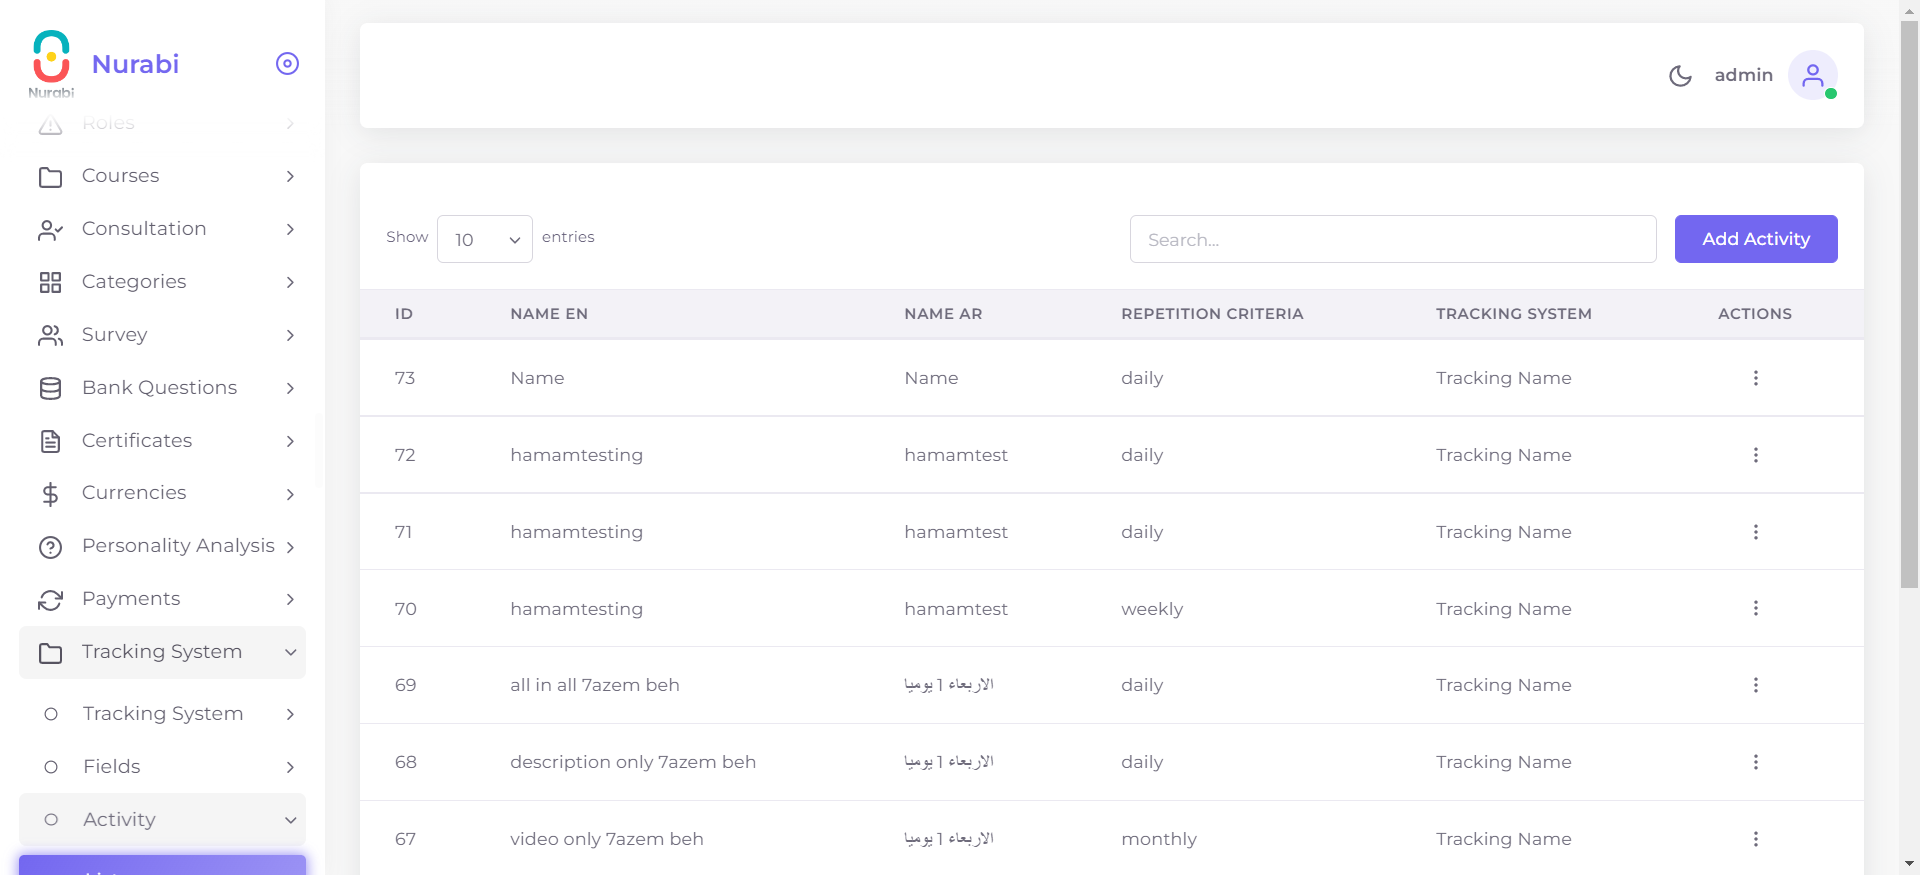 Nurabi
Nurabi
Roles
Courses
Consultation
Categories
Survey
Bank Questions
Certificates
Currencies
Personality Analysis
Payments
Tracking System
Tracking System
Fields
Activity
admin
Show 10 entries
Search...
Add Activity
ID NAME EN NAME AR REPETITION CRITERIA TRACKING SYSTEM ACTIONS
73 Name Name daily Tracking Name
72 hamamtesting hamamtest daily Tracking Name
71 hamamtesting hamamtest daily Tracking Name
70 hamamtesting hamamtest weekly Tracking Name
69 all in all 7azem beh الاربعاء 1 يوميا daily Tracking Name
68 description only 7azem beh الاربعاء 1 يوميا daily Tracking Name
67 video only 7azem beh الاربعاء 1 يوميا monthly Tracking Name